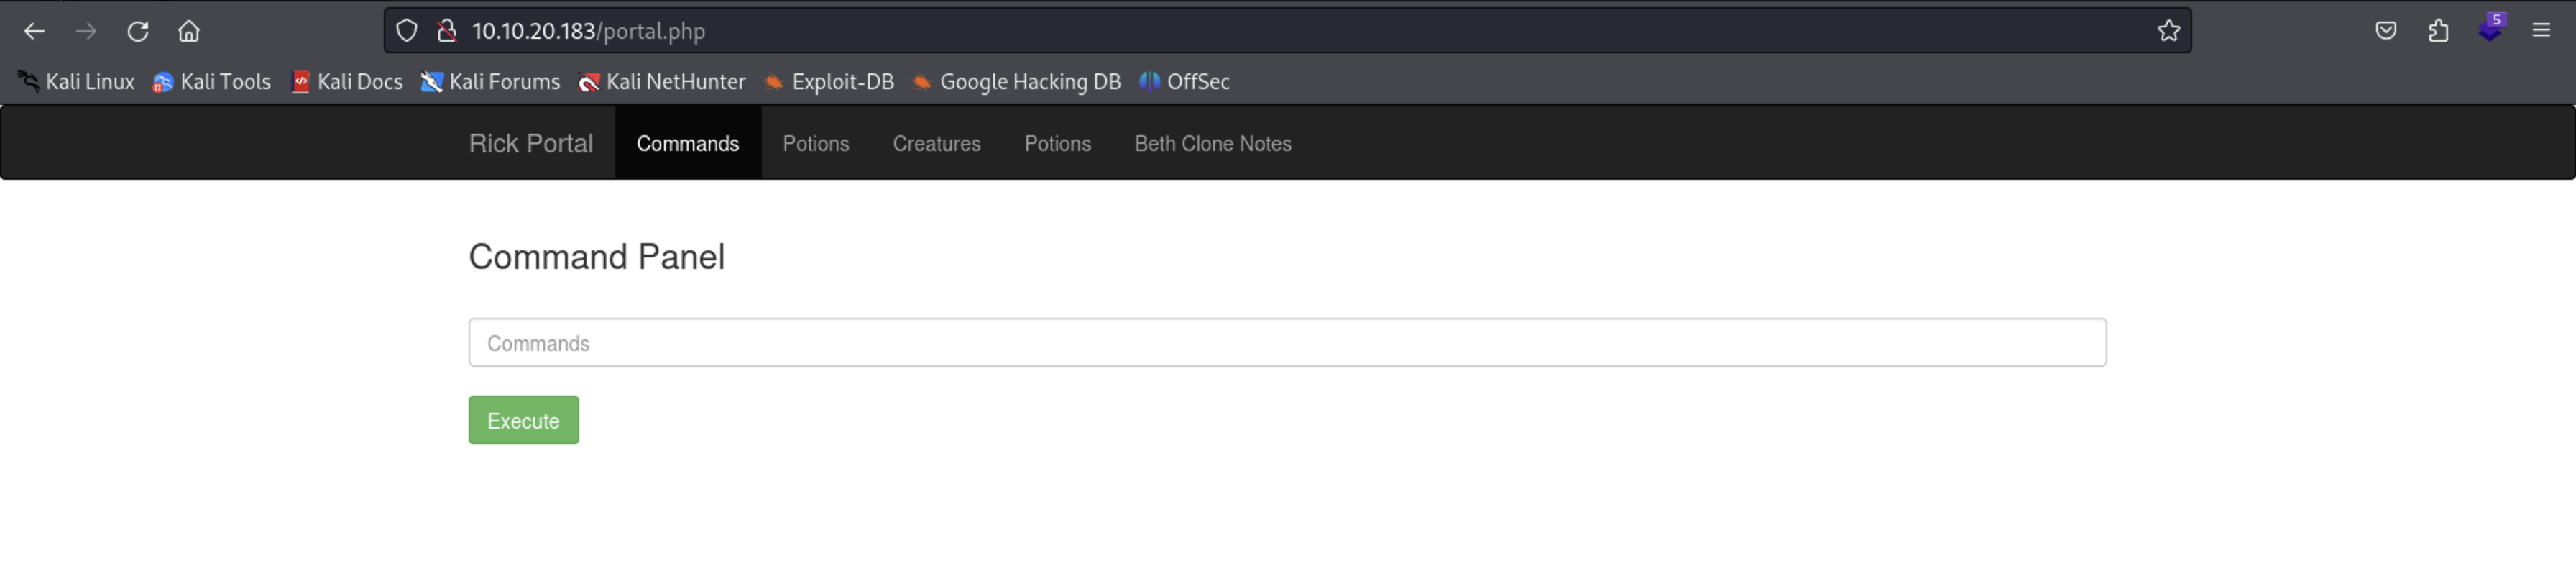 10.10.20.183/portal.php
5
Kali Linux Kali Tools Kali Docs Kali Forums Kali NetHunter Exploit-DB Google Hacking DB OffSec
Rick Portal Commands Potions Creatures Potions Beth Clone Notes
Command Panel
Commands
Execute